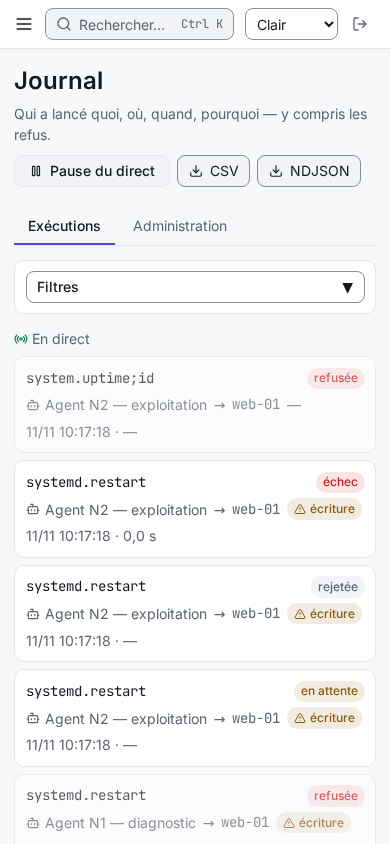 Rechercher... Ctrl K Clair
Journal
Qui a lancé quoi, où, quand, pourquoi — y compris les
refus.
Pause du direct CSV NDJSON
Exécutions Administration
Filtres ▼
En direct
system.uptime;id refusée
Agent N2 — exploitation → web-01 —
11/11 10:17:18 · —
systemd.restart échec
Agent N2 — exploitation → web-01 écriture
11/11 10:17:18 · 0,0 s
systemd.restart rejetée
Agent N2 — exploitation → web-01 écriture
11/11 10:17:18 · —
systemd.restart en attente
Agent N2 — exploitation → web-01 écriture
11/11 10:17:18 · —
systemd.restart refusée
Agent N1 — diagnostic → web-01 écriture